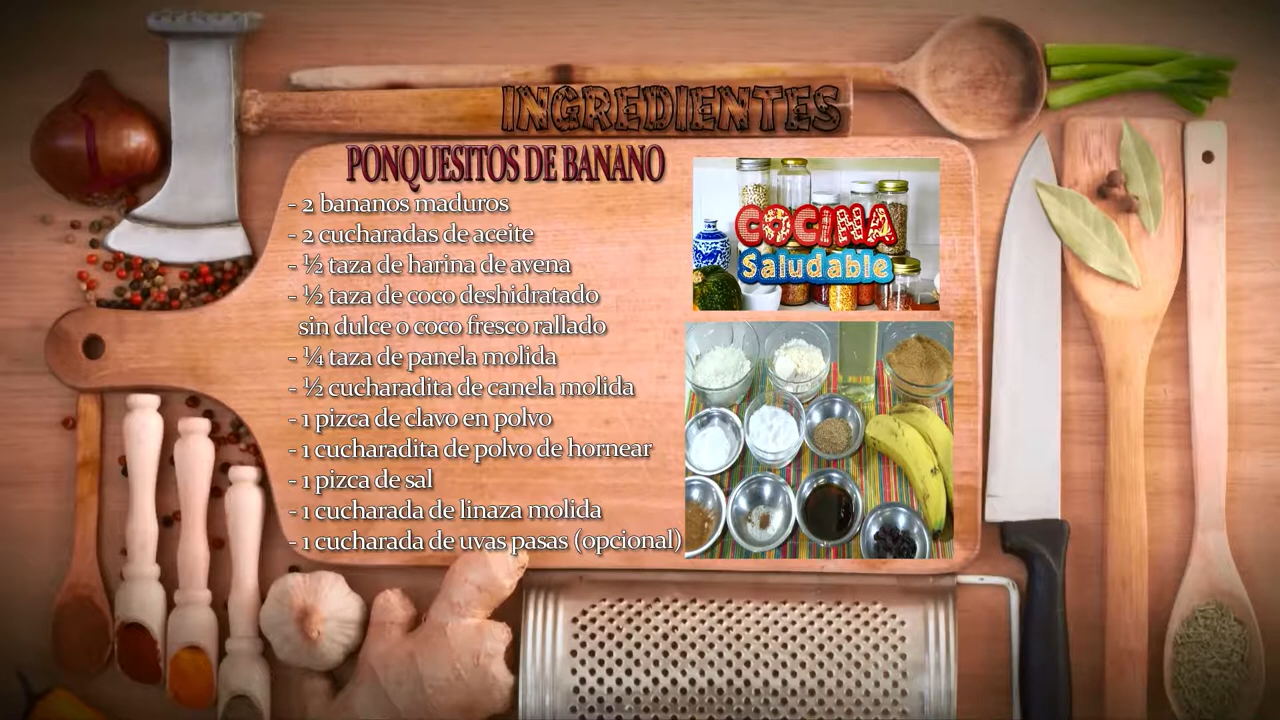 INGREDIENTES
PONQUESITOS DE BANANO
- 2 bananos maduros
- 2 cucharadas de aceite
- ½ taza de harina de avena
- ½ taza de coco deshidratado
sin dulce o coco fresco rallado
- ¼ taza de panela molida
- ½ cucharadita de canela molida
- 1 pizca de clavo en polvo
- 1 cucharadita de polvo de hornear
- 1 pizca de sal
- 1 cucharada de linaza molida
- 1 cucharada de uvas pasas (opcional)
COCINA
Saludable